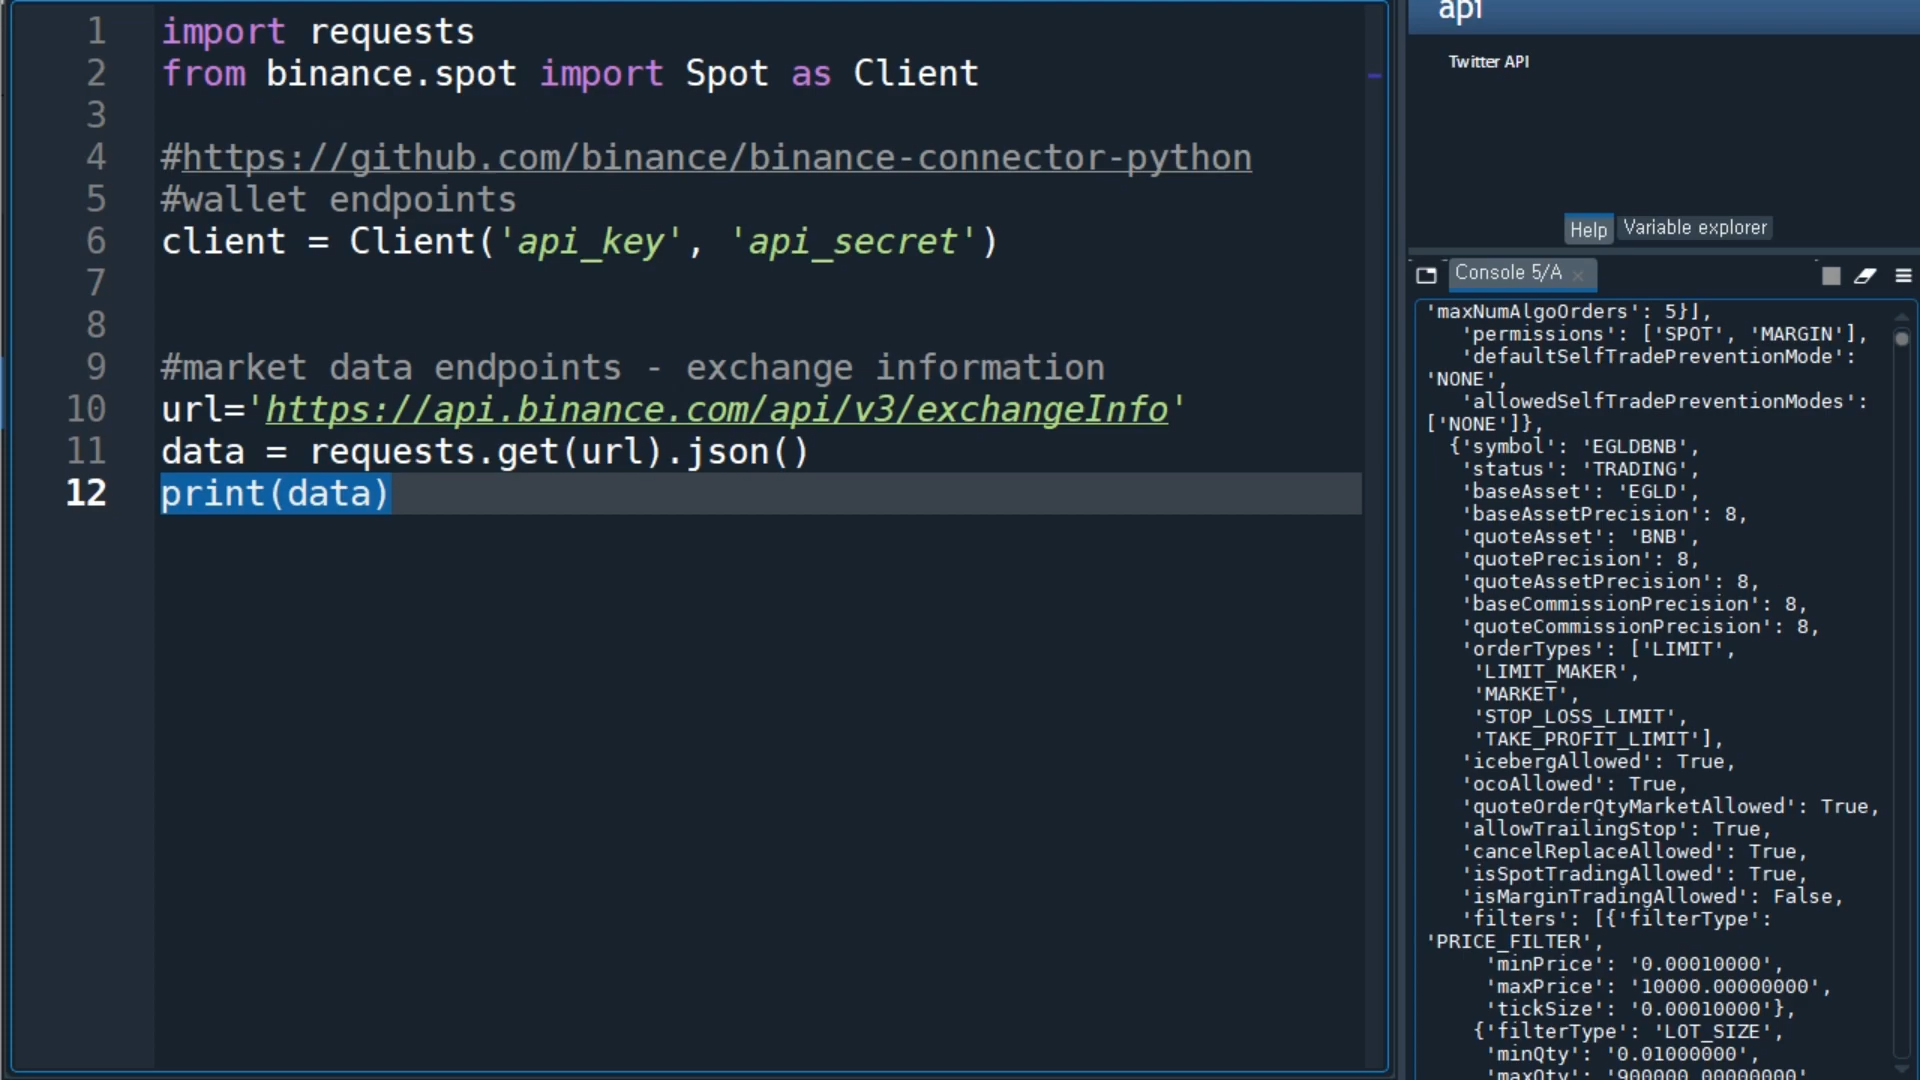 1 import requests
2 from binance.spot import Spot as Client
3
4 #https://github.com/binance/binance-connector-python
5 #wallet endpoints
6 client = Client('api_key', 'api_secret')
7
8
9 #market data endpoints - exchange information
10 url='https://api.binance.com/api/v3/exchangeInfo'
11 data = requests.get(url).json()
12 print(data)
api
Twitter API
Help Variable explorer
Console 5/A
'maxNumAlgoOrders': 5}],
'permissions': ['SPOT', 'MARGIN'],
'defaultSelfTradePreventionMode':
'NONE',
'allowedSelfTradePreventionModes':
['NONE']},
{'symbol': 'EGLDBNB',
'status': 'TRADING',
'baseAsset': 'EGLD',
'baseAssetPrecision': 8,
'quoteAsset': 'BNB',
'quotePrecision': 8,
'quoteAssetPrecision': 8,
'baseCommissionPrecision': 8,
'quoteCommissionPrecision': 8,
'orderTypes': ['LIMIT',
'LIMIT_MAKER',
'MARKET',
'STOP_LOSS_LIMIT',
'TAKE_PROFIT_LIMIT'],
'icebergAllowed': True,
'ocoAllowed': True,
'quoteOrderQtyMarketAllowed': True,
'allowTrailingStop': True,
'cancelReplaceAllowed': True,
'isSpotTradingAllowed': True,
'isMarginTradingAllowed': False,
'filters': [{'filterType':
'PRICE_FILTER',
'minPrice': '0.00010000',
'maxPrice': '10000.00000000',
'tickSize': '0.00010000'},
{'filterType': 'LOT_SIZE',
'minQty': '0.01000000',
'maxQty': '900000.00000000'